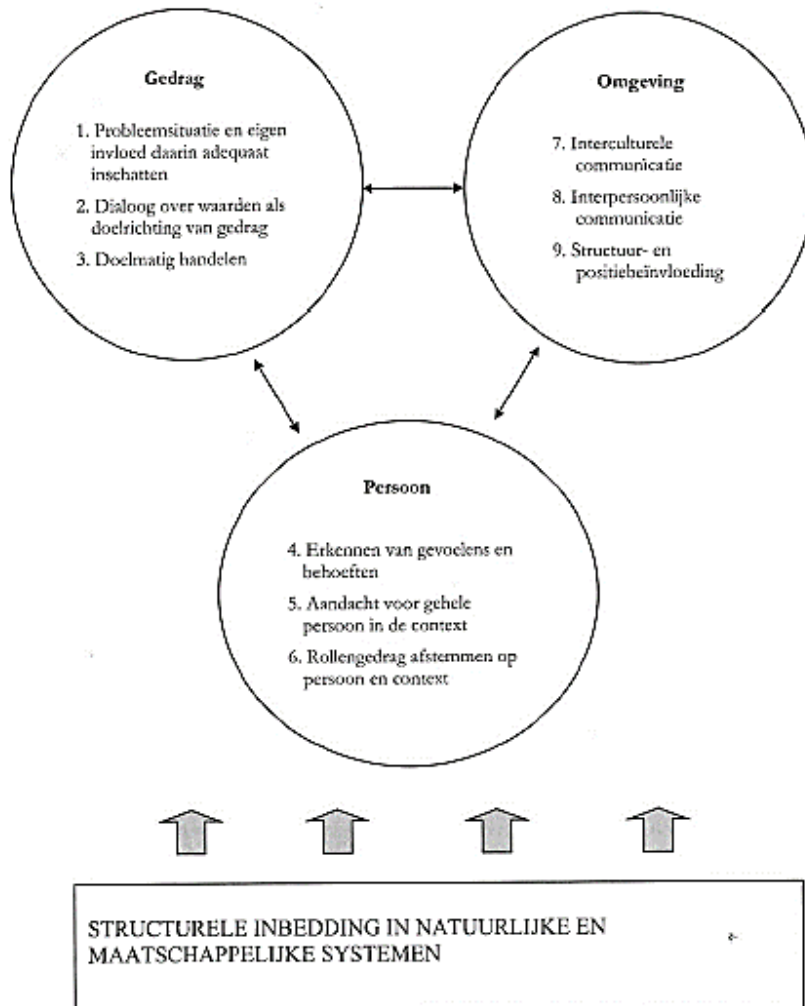 Gedrag
1. Probleemsituatie en eigen
invloed daarin adequaat
inschatten
2. Dialoog over waarden als
doelrichting van gedrag
3. Doelmatig handelen
Omgeving
7. Interculturele
communicatie
8. Interpersoonlijke
communicatie
9. Structuur- en
positiebeïnvloeding
Persoon
4. Erkennen van gevoelens en
behoeften
5. Aandacht voor gehele
persoon in de context
6. Rollengedrag afstemmen op
persoon en context
STRUCTURELE INBEDDING IN NATUURLIJKE EN
MAATSCHAPPELIJKE SYSTEMEN